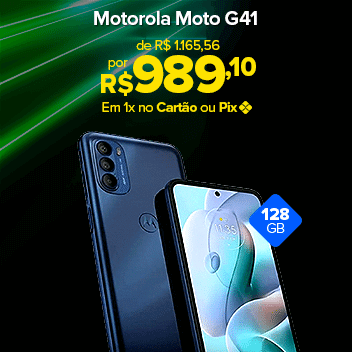 Motorola Moto G41
de R$ 1.165,56
por R$989,10
Em 1x no Cartão ou Pix
128
GB